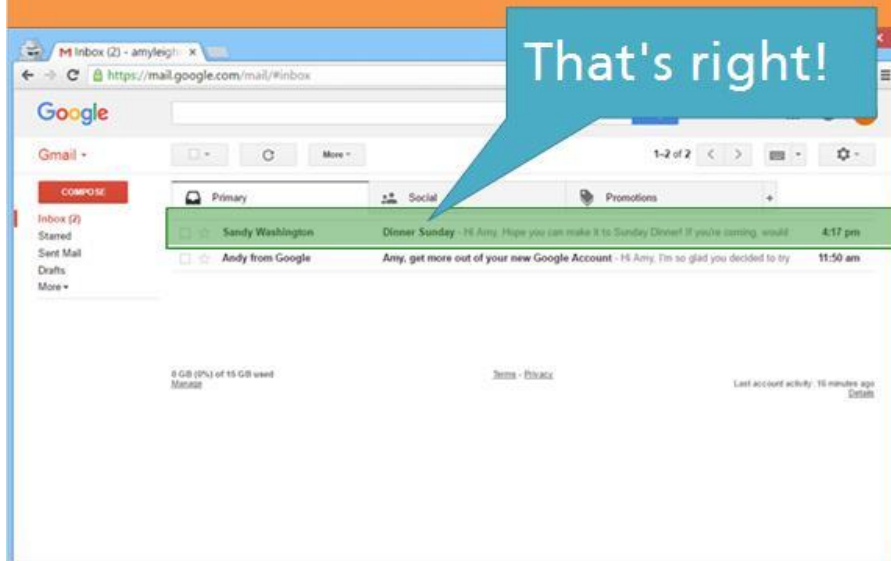 That's right!
M Inbox (2) - amyleigh
https://mail.google.com/mail/#inbox
Google
Gmail
More
1–2 of 2
COMPOSE
Primary
Social
Promotions
+
Inbox (2)
Starred
Sent Mail
Drafts
More
Sandy Washington Dinner Sunday - Hi Amy, Hope you can make it to Sunday Dinner! If you're coming, would 4:17 pm
Andy from Google Amy, get more out of your new Google Account - Hi Amy, I'm so glad you decided to try 11:50 am
0 GB (0%) of 15 GB used
Manage
Terms - Privacy
Last account activity: 16 minutes ago
Details